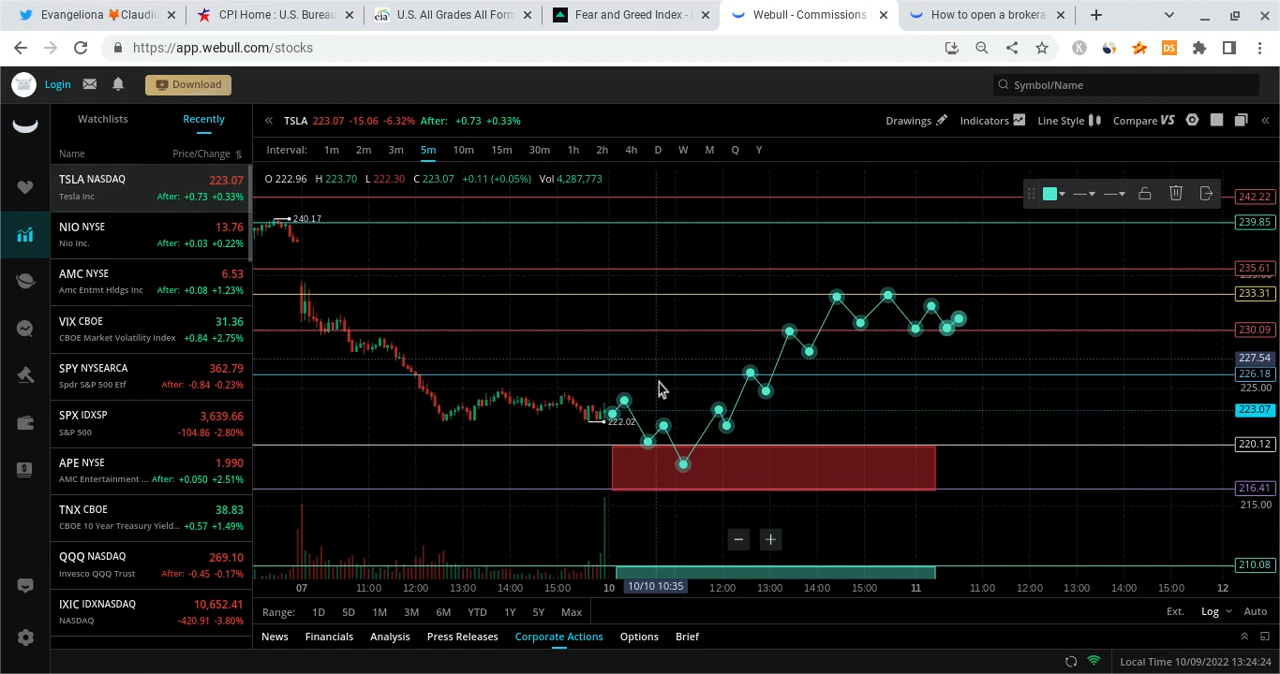 Evangeliona 🦊Claudiu
CPI Home : U.S. Bureau
U.S. All Grades All Form
Fear and Greed Index -
Webull - Commissions
How to open a brokera
https://app.webull.com/stocks
Login
Download
Symbol/Name
Watchlists Recently
Name Price/Change
TSLA NASDAQ 223.07
Tesla Inc After: +0.73 +0.33%
NIO NYSE 13.76
Nio Inc. After: +0.03 +0.22%
AMC NYSE 6.53
Amc Entmt Hldgs Inc After: +0.08 +1.23%
VIX CBOE 31.36
CBOE Market Volatility Index +0.84 +2.75%
SPY NYSEARCA 362.79
Spdr S&P 500 Etf After: -0.84 -0.23%
SPX IDXSP 3,639.66
S&P 500 -104.86 -2.80%
APE NYSE 1.990
AMC Entertainment ... After: +0.050 +2.51%
TNX CBOE 38.83
CBOE 10 Year Treasury Yield... +0.57 +1.49%
QQQ NASDAQ 269.10
Invesco QQQ Trust After: -0.45 -0.17%
IXIC IDXNASDAQ 10,652.41
NASDAQ -420.91 -3.80%
TSLA 223.07 -15.06 -6.32% After: +0.73 +0.33%
Drawings Indicators Line Style Compare VS
Interval: 1m 2m 3m 5m 10m 15m 30m 1h 2h 4h D W M Q Y
O 222.96 H 223.70 L 222.30 C 223.07 +0.11 (+0.05%) Vol 4,287,773
240.17
222.02
242.22
239.85
235.61
233.31
230.09
227.54
226.18
225.00
223.07
220.12
216.41
215.00
210.08
07 11:00 12:00 13:00 14:00 15:00 10 10/10 10:35 12:00 13:00 14:00 15:00 11 11:00 12:00 13:00 14:00 15:00 12
Range: 1D 5D 1M 3M 6M YTD 1Y 5Y Max
Ext. Log Auto
News Financials Analysis Press Releases Corporate Actions Options Brief
Local Time 10/09/2022 13:24:24